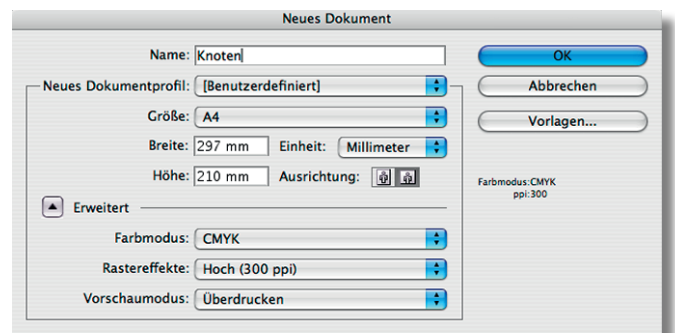 Neues Dokument
Name: Knoten
OK
Neues Dokumentprofil: [Benutzerdefiniert]
Abbrechen
Größe: A4
Vorlagen...
Breite: 297 mm Einheit: Millimeter
Höhe: 210 mm Ausrichtung:
Farbmodus:CMYK
ppi:300
Erweitert
Farbmodus: CMYK
Rastereffekte: Hoch (300 ppi)
Vorschaumodus: Überdrucken